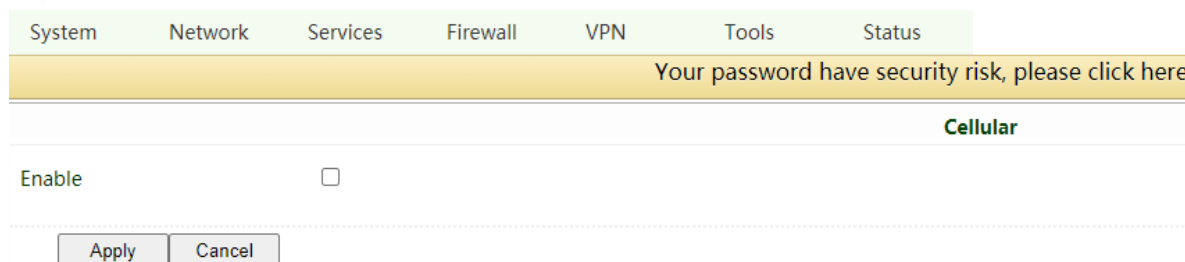 System Network Services Firewall VPN Tools Status
Your password have security risk, please click here
Cellular
Enable
Apply Cancel